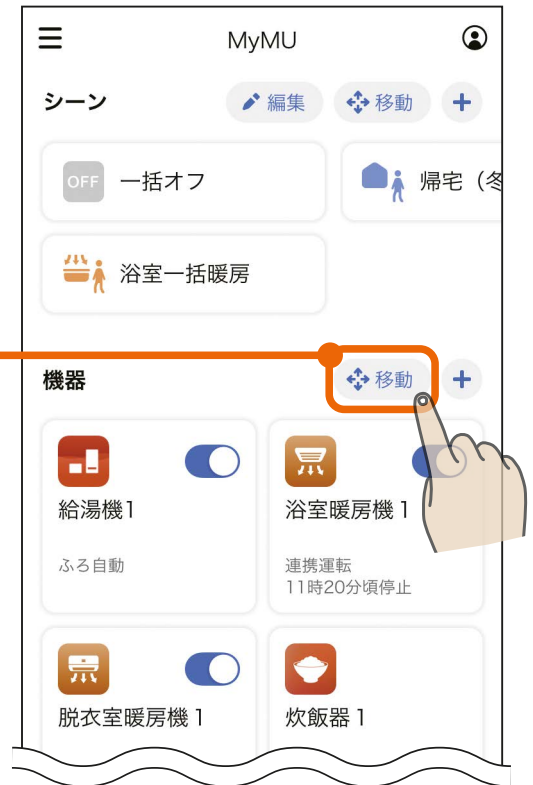 MyMU
シーン 編集 移動
OFF 一括オフ 帰宅（冬
浴室一括暖房
機器 移動
給湯機1 浴室暖房機 1
ふろ自動 連携運転
11時20分頃停止
脱衣室暖房機 1 炊飯器 1